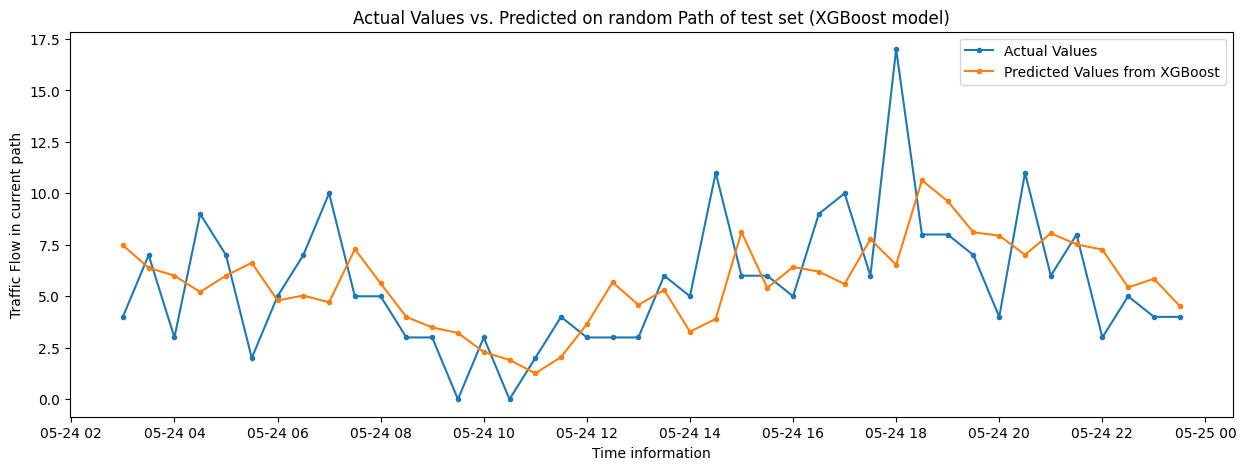 Actual Values vs. Predicted on random Path of test set (XGBoost model)
Actual Values
Predicted Values from XGBoost
Traffic Flow in current path
17.5
15.0
12.5
10.0
7.5
5.0
2.5
0.0
05-24 02 05-24 04 05-24 06 05-24 08 05-24 10 05-24 12 05-24 14 05-24 16 05-24 18 05-24 20 05-24 22 05-25 00
Time information